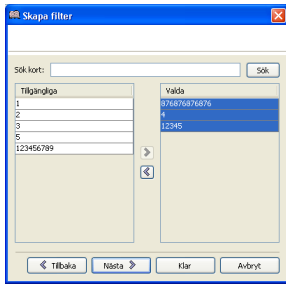 Skapa filter
Sök kort:
Sök
Tillgängliga
1
2
3
5
123456789
Valda
876876876876
4
12345
Tillbaka
Nästa
Klar
Avbryt